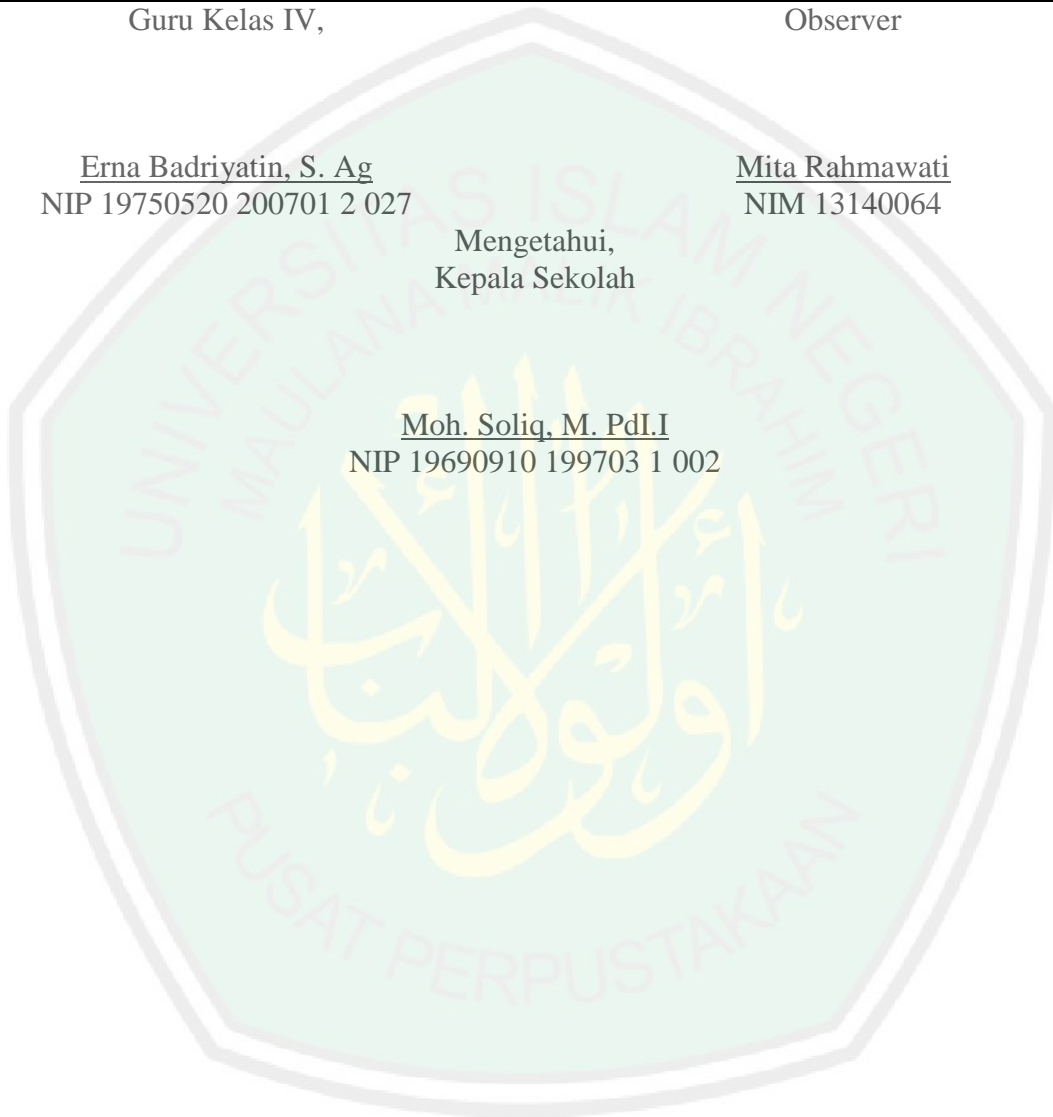 Guru Kelas IV,
Observer
Erna Badriyatin, S. Ag
NIP 19750520 200701 2 027
Mita Rahmawati
NIM 13140064
Mengetahui,
Kepala Sekolah
Moh. Soliq, M. PdI.I
NIP 19690910 199703 1 002
UNIVERSITAS ISLAM NEGERI
MAULANA MALIK IBRAHIM
PUSAT PERPUSTAKAAN